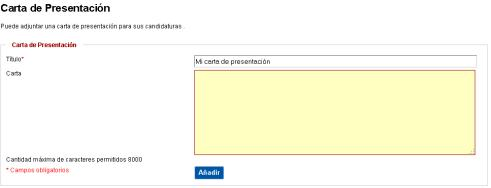 Carta de Presentación
Puede adjuntar una carta de presentación para sus candidaturas .
Carta de Presentación
Título*
Mi carta de presentación
Carta
Cantidad máxima de caracteres permitidos 8000
* Campos obligatorios
Añadir